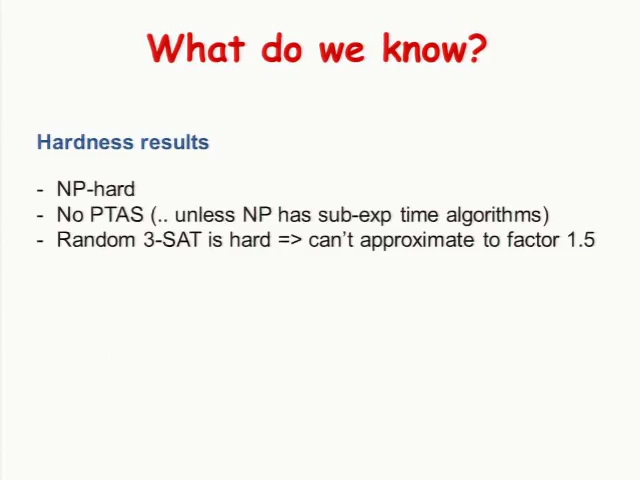 What do we know?
Hardness results
- NP-hard
- No PTAS (.. unless NP has sub-exp time algorithms)
- Random 3-SAT is hard => can't approximate to factor 1.5